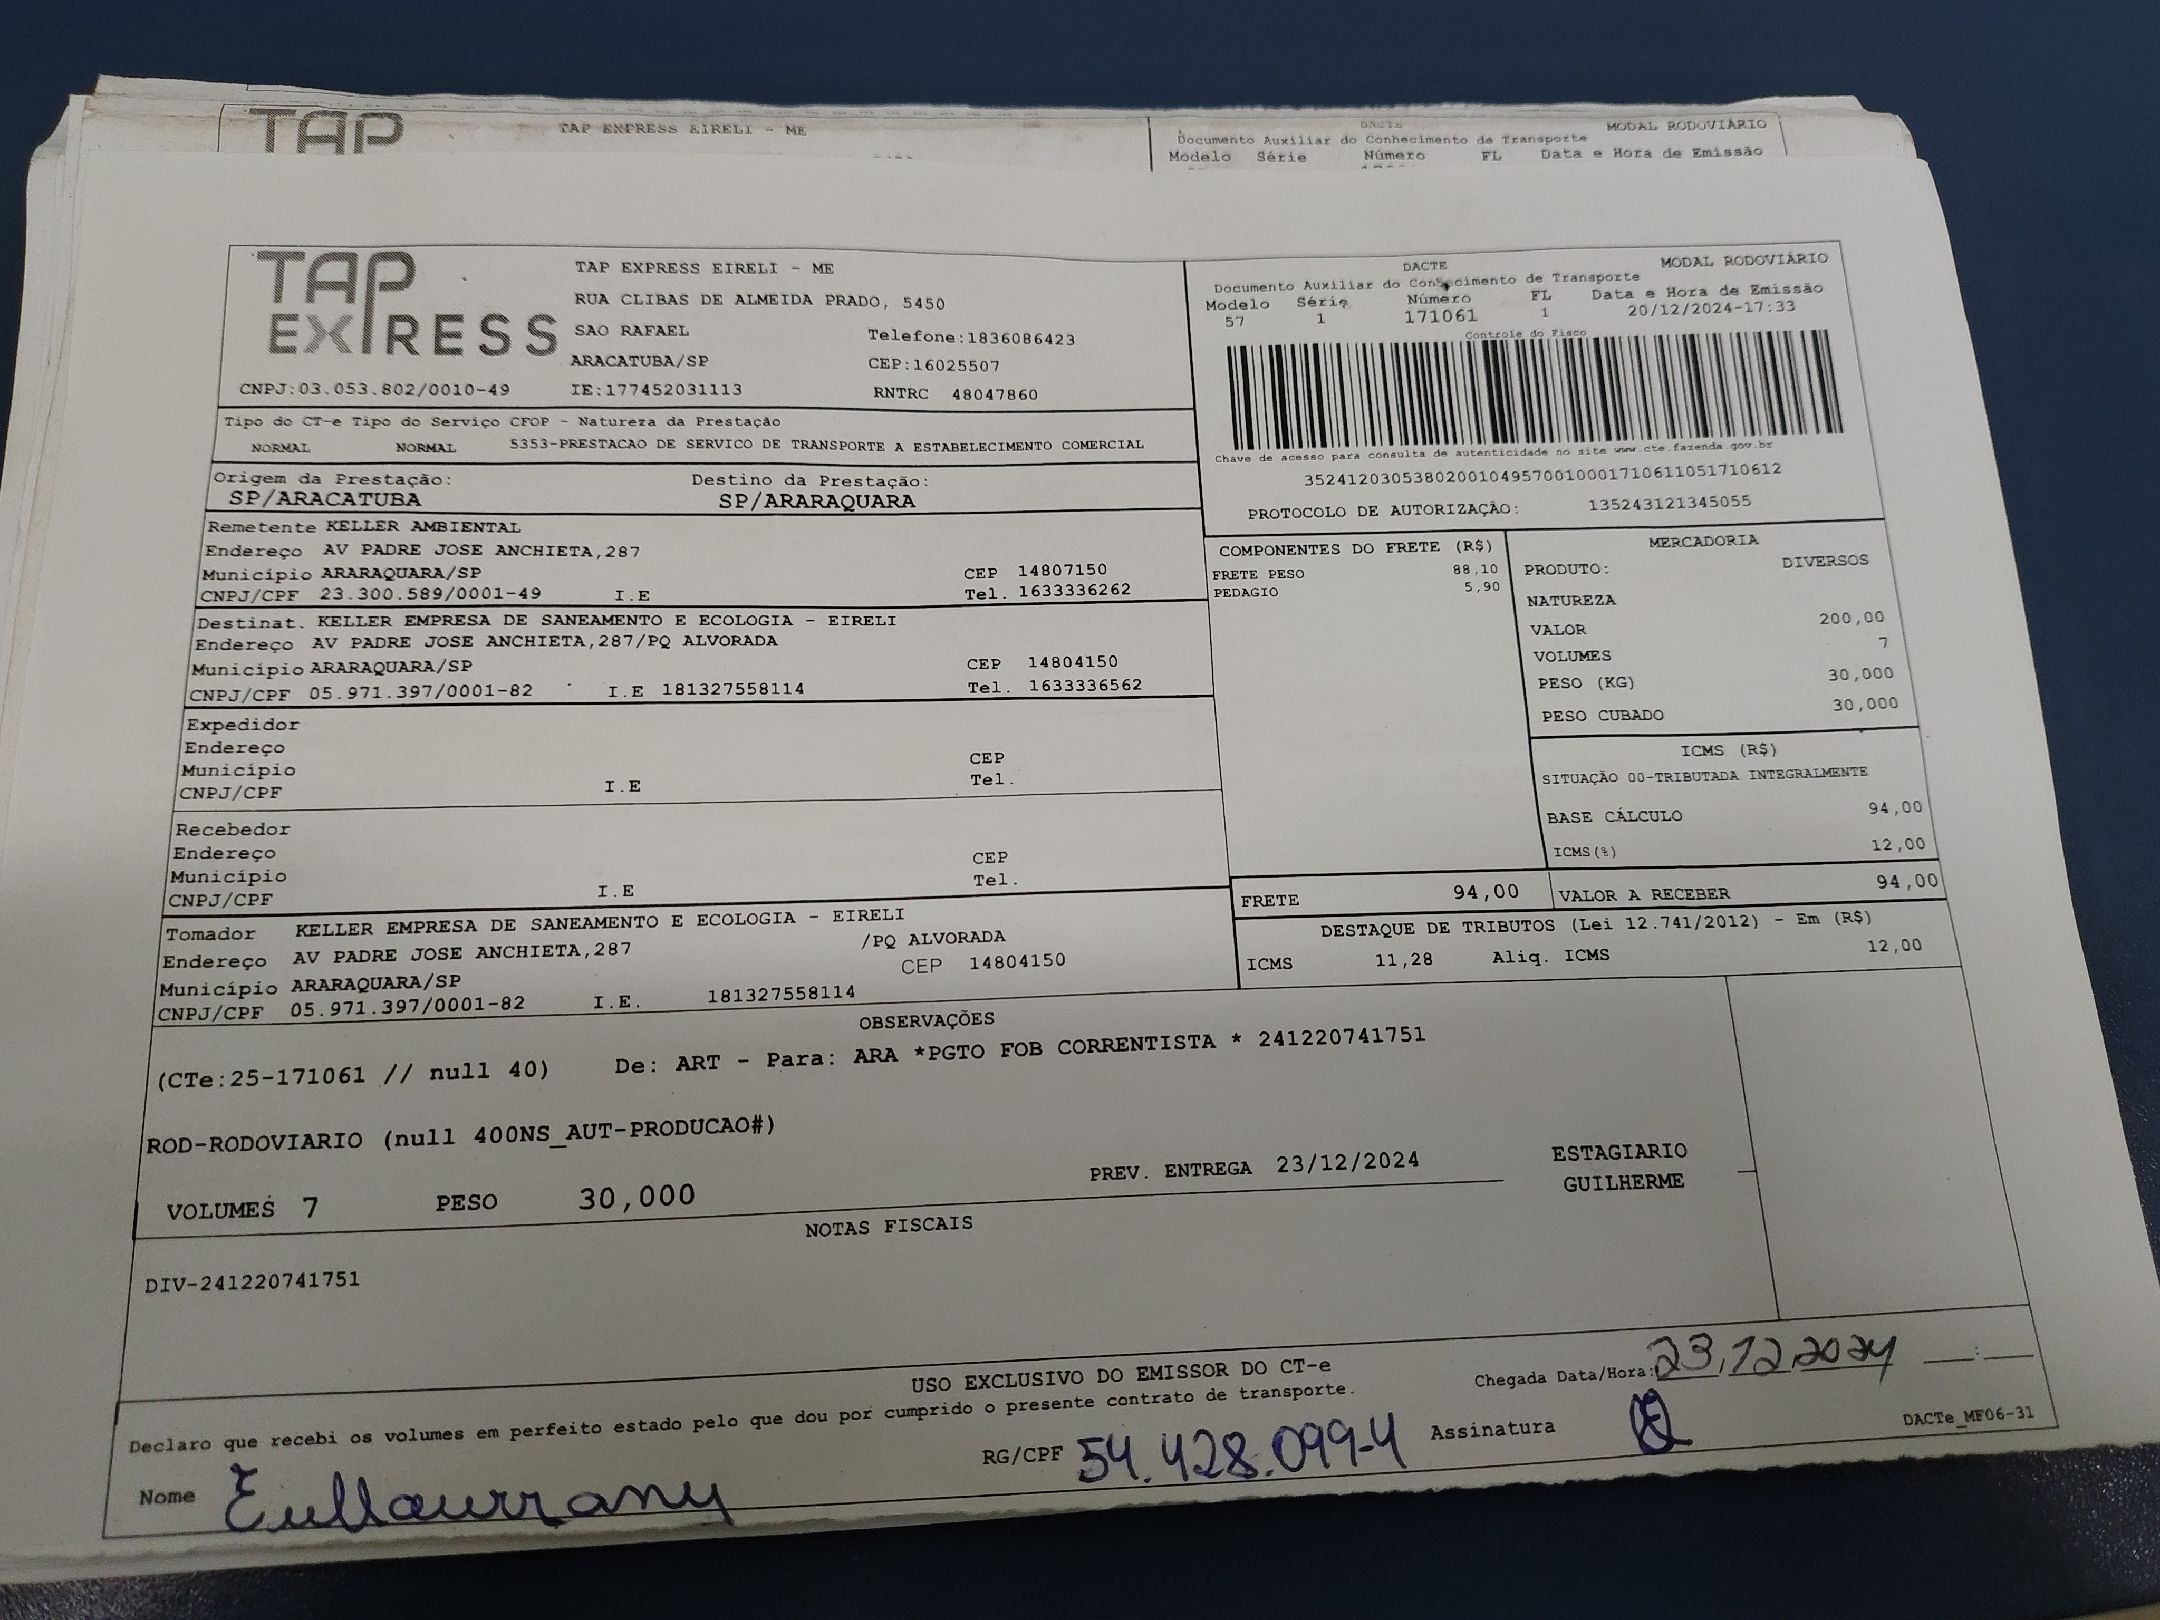 TAP
TAP EXPRESS EIRELI - ME
MODAL RODOVIÁRIO
Documento Auxiliar do Conhecimento de Transporte
Modelo Série Número FL Data e Hora de Emissão
TAP EXPRESS
TAP EXPRESS EIRELI - ME
RUA CLIBAS DE ALMEIDA PRADO, 5450
SAO RAFAEL
Telefone:1836086423
ARACATUBA/SP
CEP:16025507
CNPJ:03.053.802/0010-49 IE:177452031113
RNTRC 48047860
DACTE
MODAL RODOVIÁRIO
Documento Auxiliar do Conhecimento de Transporte
Modelo Série Número FL Data e Hora de Emissão
57 1 171061 1 20/12/2024-17:33
Controle do Fisco
Chave de acesso para consulta de autenticidade no site www.cte.fazenda.gov.br
35241203053802001049570010001710611051710612
PROTOCOLO DE AUTORIZAÇÃO: 135243121345055
Tipo do CT-e Tipo do Serviço CFOP - Natureza da Prestação
NORMAL NORMAL 5353-PRESTACAO DE SERVICO DE TRANSPORTE A ESTABELECIMENTO COMERCIAL
Origem da Prestação: Destino da Prestação:
SP/ARACATUBA SP/ARARAQUARA
Remetente KELLER AMBIENTAL
Endereço AV PADRE JOSE ANCHIETA,287
Município ARARAQUARA/SP CEP 14807150
CNPJ/CPF 23.300.589/0001-49 I.E Tel. 1633336262
Destinat. KELLER EMPRESA DE SANEAMENTO E ECOLOGIA - EIRELI
Endereço AV PADRE JOSE ANCHIETA,287/PQ ALVORADA
Município ARARAQUARA/SP CEP 14804150
CNPJ/CPF 05.971.397/0001-82 I.E 181327558114 Tel. 1633336562
Expedidor
Endereço
Município CEP
CNPJ/CPF I.E Tel.
Recebedor
Endereço
Município CEP
CNPJ/CPF I.E Tel.
Tomador KELLER EMPRESA DE SANEAMENTO E ECOLOGIA - EIRELI
Endereço AV PADRE JOSE ANCHIETA,287 /PQ ALVORADA
Município ARARAQUARA/SP CEP 14804150
CNPJ/CPF 05.971.397/0001-82 I.E. 181327558114
COMPONENTES DO FRETE (R$)
FRETE PESO 88,10
PEDAGIO 5,90
MERCADORIA
PRODUTO: DIVERSOS
NATUREZA
VALOR 200,00
VOLUMES 7
PESO (KG) 30,000
PESO CUBADO 30,000
ICMS (R$)
SITUAÇÃO 00-TRIBUTADA INTEGRALMENTE
BASE CÁLCULO 94,00
ICMS(%) 12,00
FRETE 94,00 VALOR A RECEBER 94,00
DESTAQUE DE TRIBUTOS (Lei 12.741/2012) - Em (R$)
ICMS 11,28 Aliq. ICMS 12,00
OBSERVAÇÕES
(CTe:25-171061 // null 40) De: ART - Para: ARA *PGTO FOB CORRENTISTA * 241220741751
ROD-RODOVIARIO (null 400NS_AUT-PRODUCAO#)
VOLUMES 7 PESO 30,000 PREV. ENTREGA 23/12/2024
ESTAGIARIO
GUILHERME
NOTAS FISCAIS
DIV-241220741751
USO EXCLUSIVO DO EMISSOR DO CT-e
Chegada Data/Hora: 23,12,2024 __:__
Declaro que recebi os volumes em perfeito estado pelo que dou por cumprido o presente contrato de transporte.
DACTe_MF06-31
Nome Eullaurrany RG/CPF 54.428.099-4 Assinatura